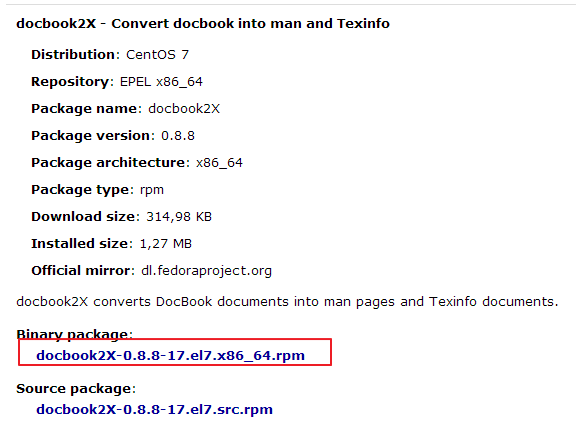 docbook2X - Convert docbook into man and Texinfo
Distribution: CentOS 7
Repository: EPEL x86_64
Package name: docbook2X
Package version: 0.8.8
Package architecture: x86_64
Package type: rpm
Download size: 314,98 KB
Installed size: 1,27 MB
Official mirror: dl.fedoraproject.org
docbook2X converts DocBook documents into man pages and Texinfo documents.
Binary package:
docbook2X-0.8.8-17.el7.x86_64.rpm
Source package:
docbook2X-0.8.8-17.el7.src.rpm